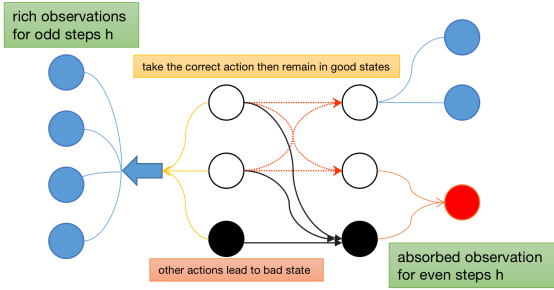 rich observations
for odd steps h
take the correct action then remain in good states
other actions lead to bad state
absorbed observation
for even steps h